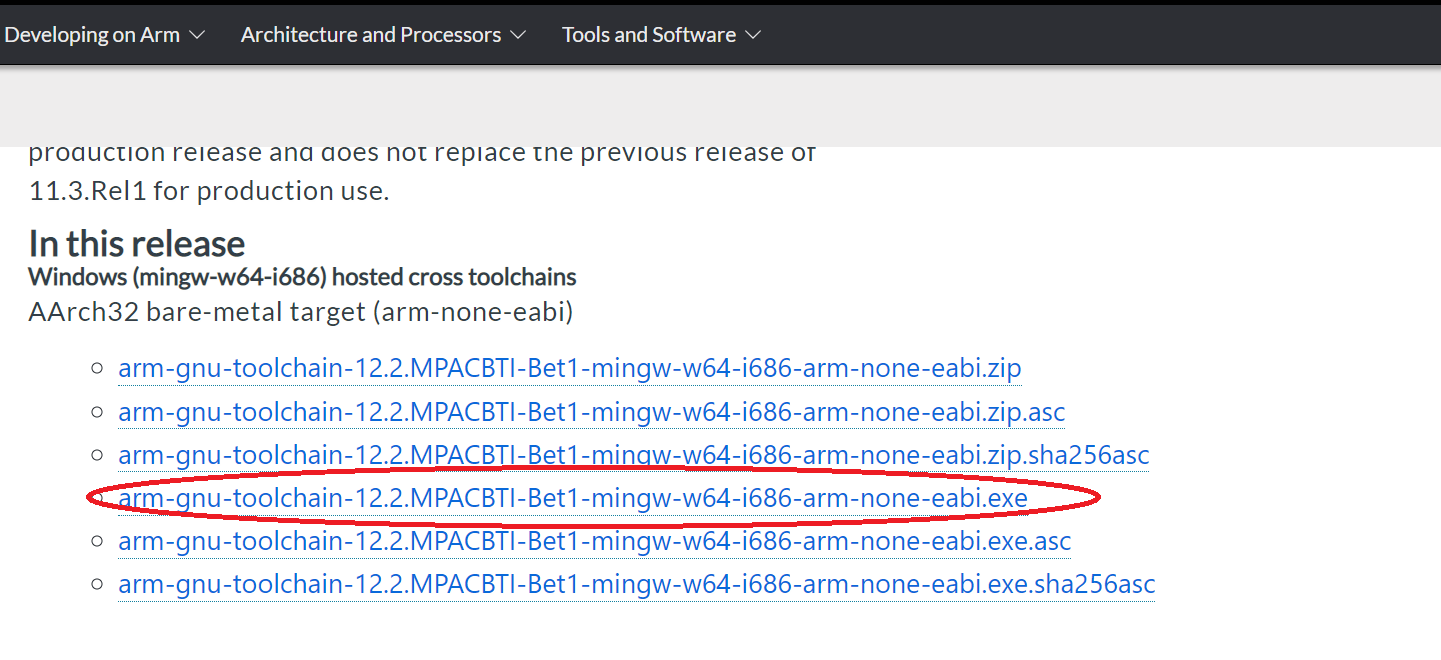 Developing on Arm Architecture and Processors Tools and Software
production release and does not replace the previous release of
11.3.Rel1 for production use.
In this release
Windows (mingw-w64-i686) hosted cross toolchains
AArch32 bare-metal target (arm-none-eabi)
arm-gnu-toolchain-12.2.MPACBTI-Bet1-mingw-w64-i686-arm-none-eabi.zip
arm-gnu-toolchain-12.2.MPACBTI-Bet1-mingw-w64-i686-arm-none-eabi.zip.asc
arm-gnu-toolchain-12.2.MPACBTI-Bet1-mingw-w64-i686-arm-none-eabi.zip.sha256asc
arm-gnu-toolchain-12.2.MPACBTI-Bet1-mingw-w64-i686-arm-none-eabi.exe
arm-gnu-toolchain-12.2.MPACBTI-Bet1-mingw-w64-i686-arm-none-eabi.exe.asc
arm-gnu-toolchain-12.2.MPACBTI-Bet1-mingw-w64-i686-arm-none-eabi.exe.sha256asc